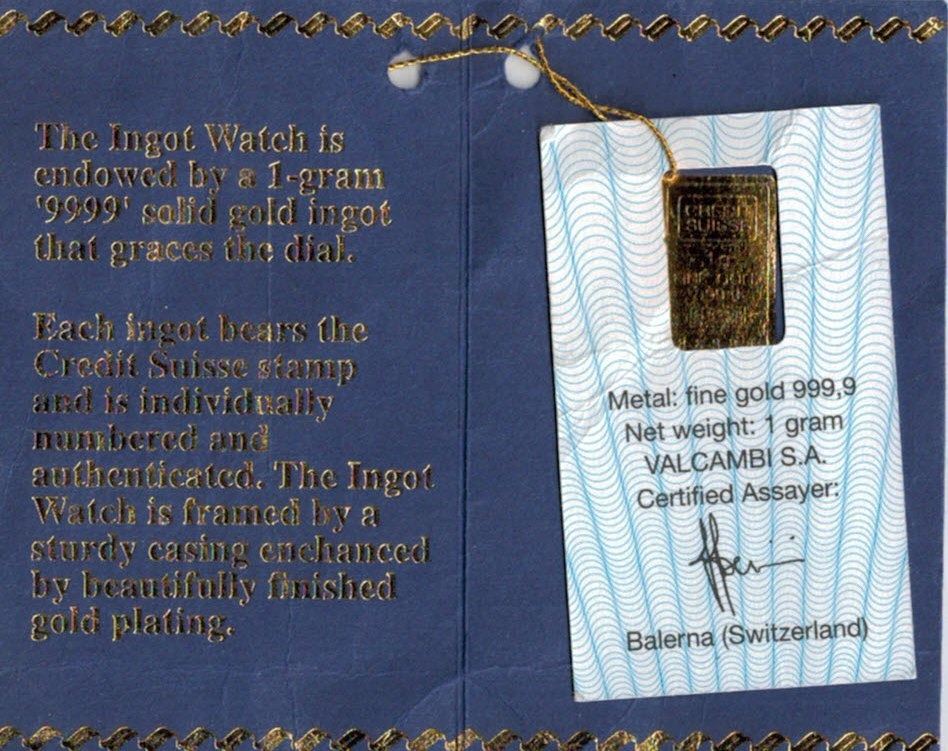 The Ingot Watch is
endowed by a 1-gram
'9999' solid gold ingot
that graces the dial.
Each ingot bears the
Credit Suisse stamp
and is individually
numbered and
authenticated. The Ingot
Watch is framed by a
sturdy casing enchanced
by beautifully finished
gold plating.
CREDIT
SUISSE
Metal: fine gold 999,9
Net weight: 1 gram
VALCAMBI S.A.
Certified Assayer:
Balerna (Switzerland)